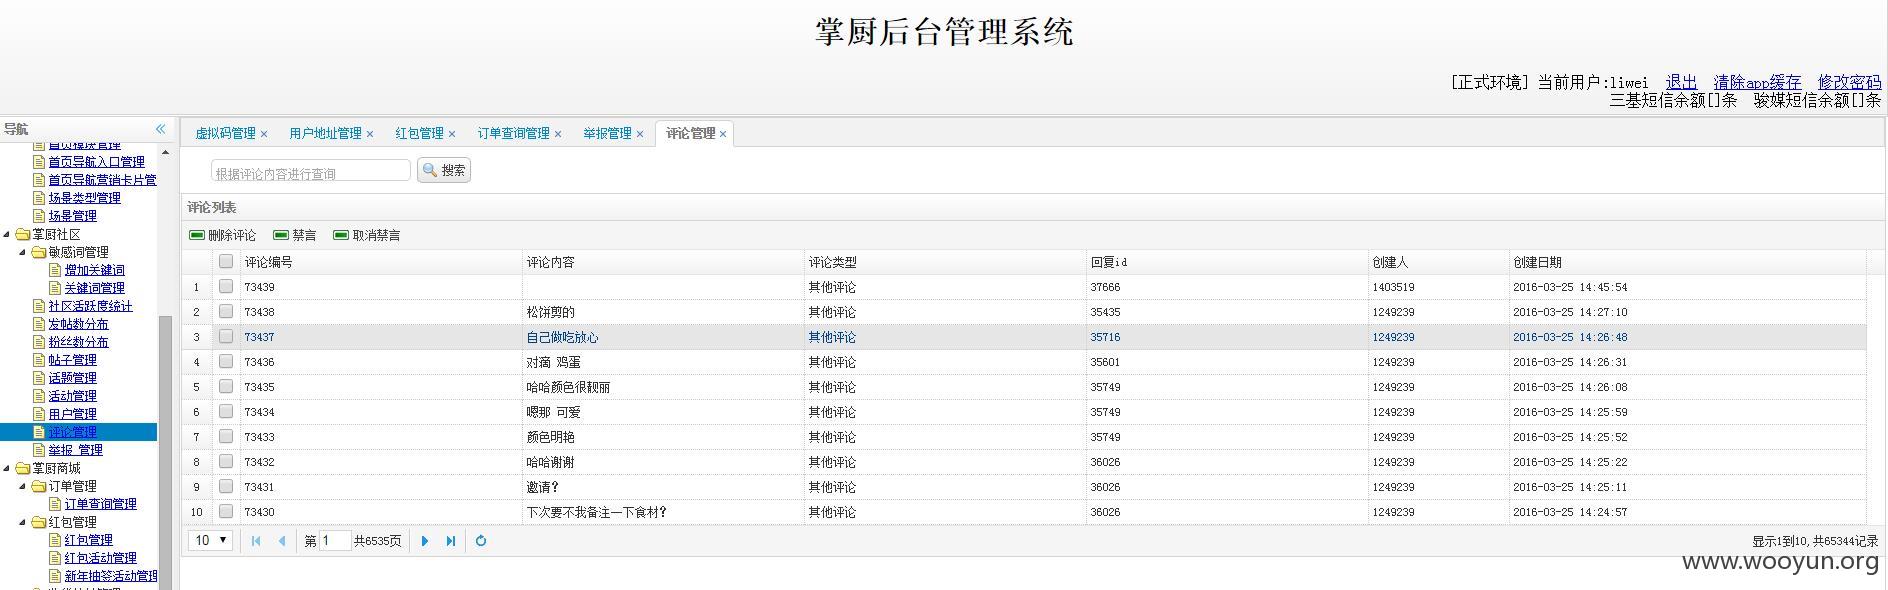 掌厨后台管理系统
[正式环境] 当前用户:liwei 退出 清除app缓存 修改密码
三基短信余额[]条 骏媒短信余额[]条
导航
首页模块管理
首页导航入口管理
首页导航营销卡片管
场景类型管理
场景管理
掌厨社区
敏感词管理
增加关键词
关键词管理
社区活跃度统计
发帖数分布
粉丝数分布
帖子管理
话题管理
活动管理
用户管理
评论管理
举报 管理
掌厨商城
订单管理
订单查询管理
红包管理
红包管理
红包活动管理
新年抽签活动管理
虚拟码管理 × 用户地址管理 × 红包管理 × 订单查询管理 × 举报管理 × 评论管理 ×
根据评论内容进行查询 搜索
评论列表
删除评论 禁言 取消禁言
评论编号 评论内容 评论类型 回复id 创建人 创建日期
1 73439 其他评论 37666 1403519 2016-03-25 14:45:54
2 73438 松饼剪的 其他评论 35435 1249239 2016-03-25 14:27:10
3 73437 自己做吃放心 其他评论 35716 1249239 2016-03-25 14:26:48
4 73436 对滴 鸡蛋 其他评论 35601 1249239 2016-03-25 14:26:31
5 73435 哈哈颜色很靓丽 其他评论 35749 1249239 2016-03-25 14:26:08
6 73434 嗯那 可爱 其他评论 35749 1249239 2016-03-25 14:25:59
7 73433 颜色明艳 其他评论 35749 1249239 2016-03-25 14:25:52
8 73432 哈哈谢谢 其他评论 36026 1249239 2016-03-25 14:25:22
9 73431 邀请? 其他评论 36026 1249239 2016-03-25 14:25:11
10 73430 下次要不我备注一下食材? 其他评论 36026 1249239 2016-03-25 14:24:57
10 第 1 共6535页 显示1到10,共65344记录
www.wooyun.org